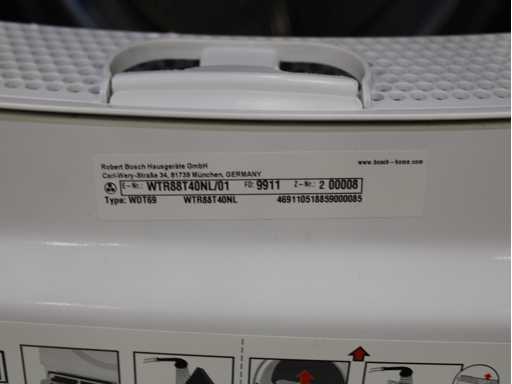 Robert Bosch Hausgeräte GmbH
www.bosch-home.com
Carl-Wery-Straße 34, 81739 München, GERMANY
E-Nr.: WTR88T40NL/01 FD: 9911 Z-Nr.: 2 00008
Type: WDT69 WTR88T40NL 469110518859000085